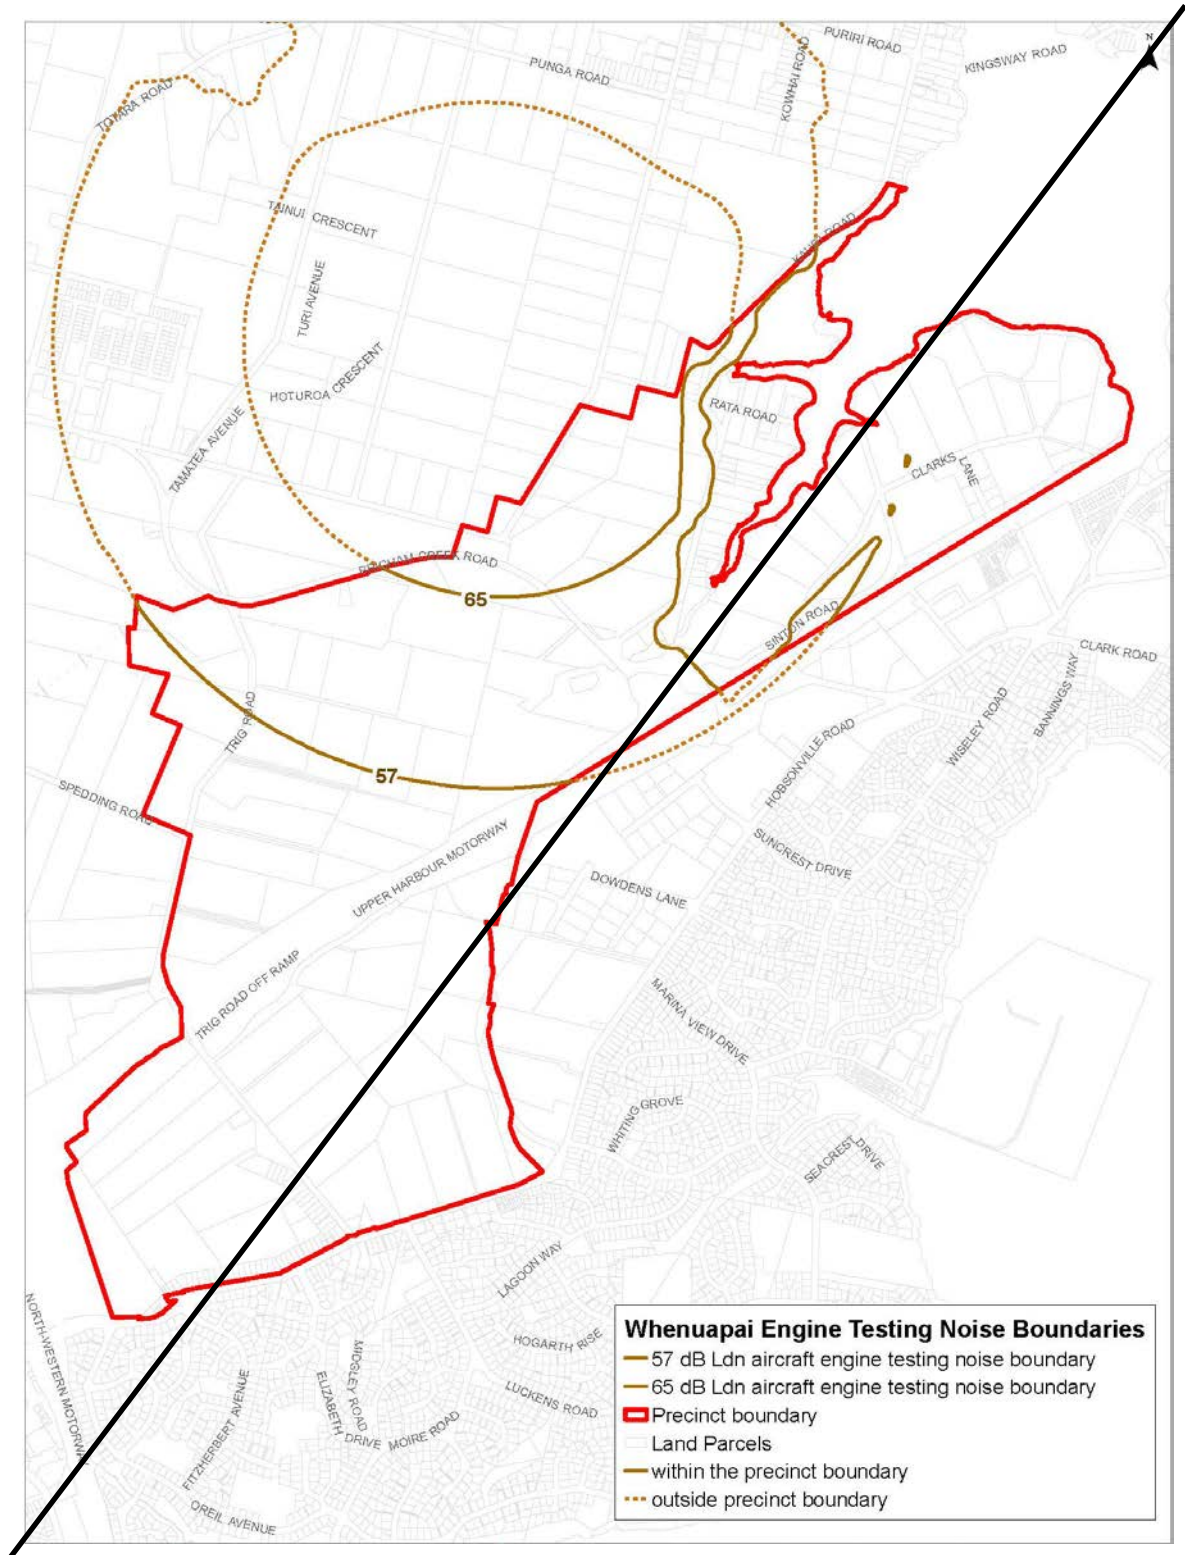 PURIRI ROAD
N
KINGSWAY ROAD
PUNGA ROAD
KOWHAI ROAD
TOTARA ROAD
TAINUI CRESCENT
KAURI ROAD
TURI AVENUE
HOTUROA CRESCENT
RATA ROAD
TAMATEA AVENUE
CLARKS LANE
BRIGHAM CREEK ROAD
65
SINTON ROAD
CLARK ROAD
BANNINGS WAY
WISELEY ROAD
TRIG ROAD
HOBSONVILLE ROAD
57
SPEDDING ROAD
UPPER HARBOUR MOTORWAY
SUNCREST DRIVE
DOWDENS LANE
TRIG ROAD OFF RAMP
MARINA VIEW DRIVE
WHITING GROVE
SEACREST DRIVE
LAGOON WAY
NORTH-WESTERN MOTORWAY
HOGARTH RISE
MIDGLEY ROAD
ELIZABETH DRIVE
LUCKENS ROAD
FITZHERBERT AVENUE
MOIRE ROAD
OREIL AVENUE
Whenuapai Engine Testing Noise Boundaries
57 dB Ldn aircraft engine testing noise boundary
65 dB Ldn aircraft engine testing noise boundary
Precinct boundary
Land Parcels
within the precinct boundary
outside precinct boundary